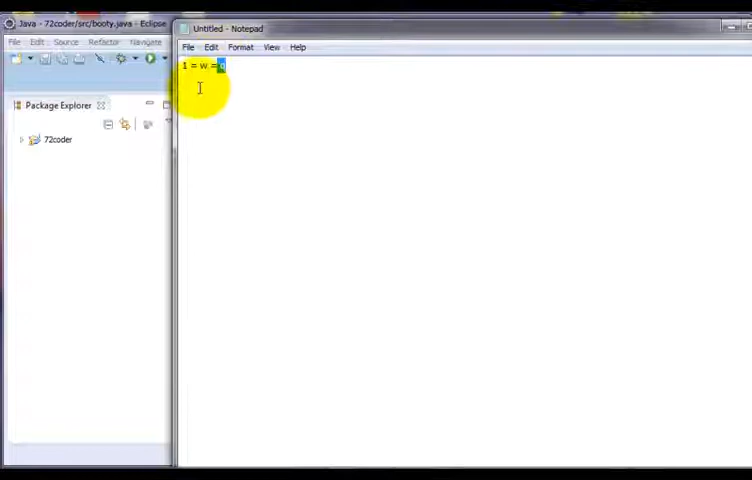 Java - 72coder/src/booty.java - Eclipse
File Edit Source Refactor Navigate
Package Explorer
72coder
Untitled - Notepad
File Edit Format View Help
1 = w =